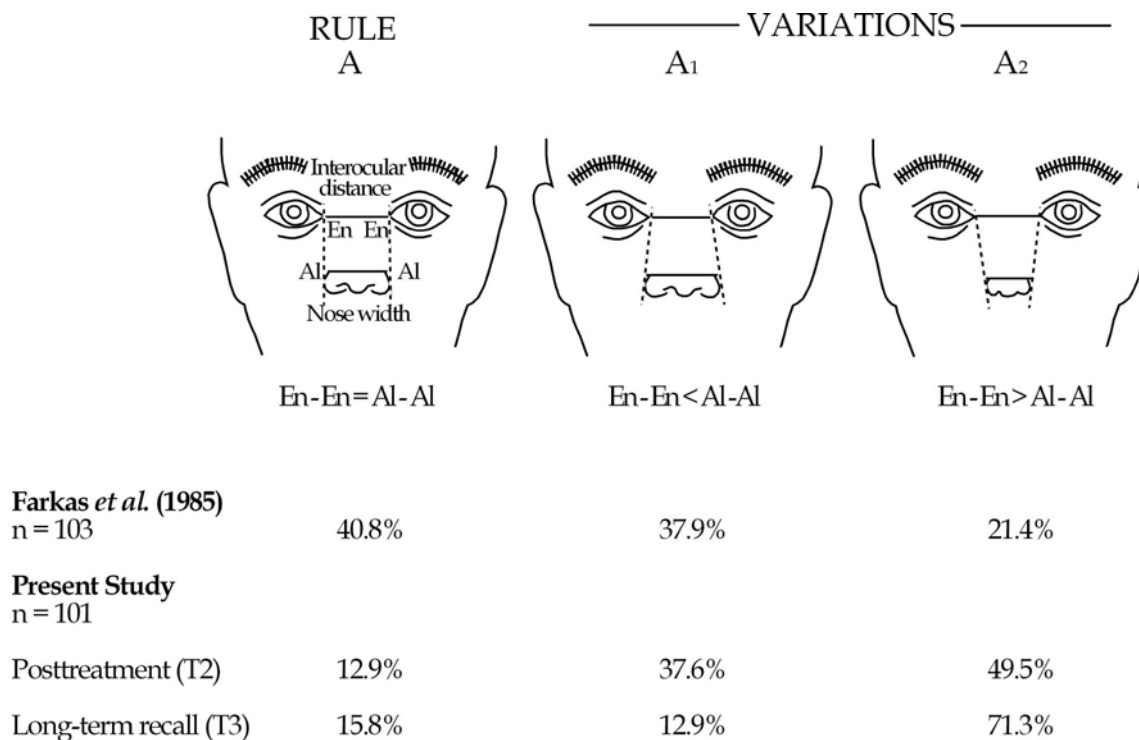 RULE VARIATIONS
A A1 A2
Interocular
distance
En En
Al Al
Nose width
En-En=Al-Al En-En<Al-Al En-En>Al-Al
Farkas et al. (1985)
n = 103 40.8% 37.9% 21.4%
Present Study
n = 101
Posttreatment (T2) 12.9% 37.6% 49.5%
Long-term recall (T3) 15.8% 12.9% 71.3%